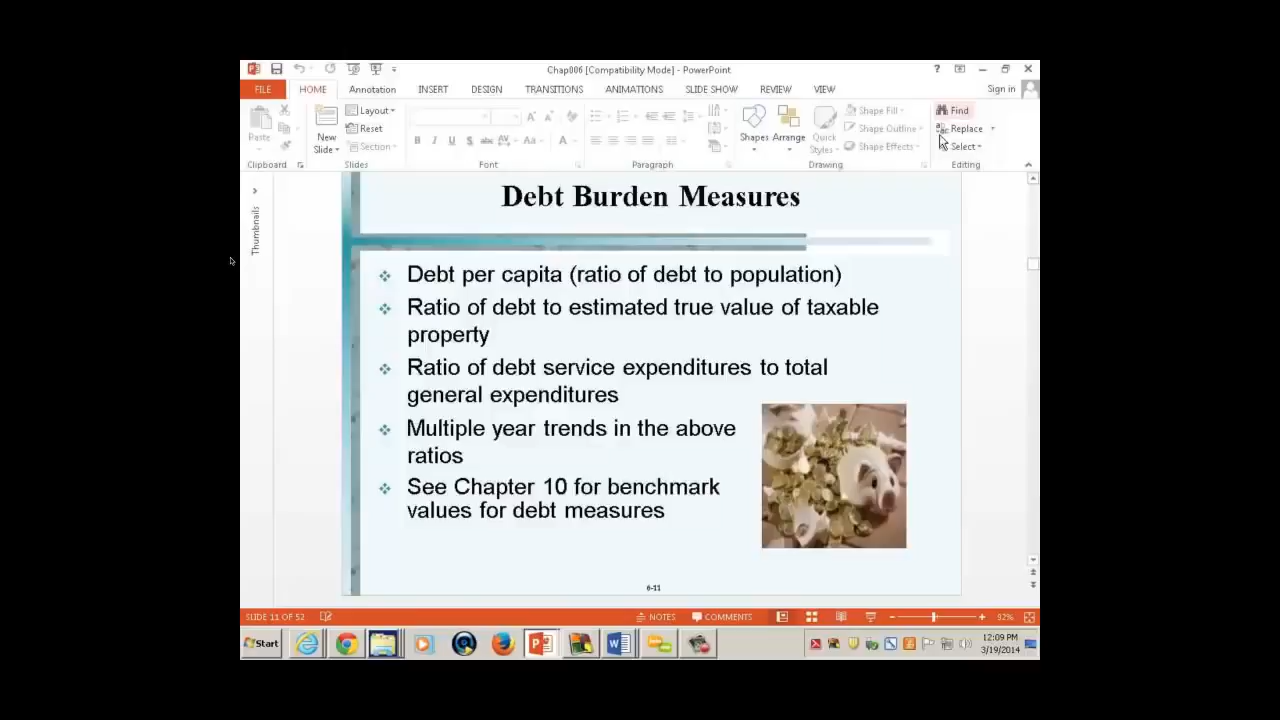 Chap006 [Compatibility Mode] - PowerPoint
?
FILE HOME Annotation INSERT DESIGN TRANSITIONS ANIMATIONS SLIDE SHOW REVIEW VIEW Sign in
Paste
Clipboard
New
Slide
Layout
Reset
Section
Slides
B I U S abc AV Aa A
Font
Paragraph
Shapes
Arrange
Quick
Styles
Shape Fill
Shape Outline
Shape Effects
Drawing
Find
Replace
Select
Editing
Thumbnails
Debt Burden Measures
Debt per capita (ratio of debt to population)
Ratio of debt to estimated true value of taxable
property
Ratio of debt service expenditures to total
general expenditures
Multiple year trends in the above
ratios
See Chapter 10 for benchmark
values for debt measures
6-11
SLIDE 11 OF 52 NOTES COMMENTS 92%
Start
12:09 PM
3/19/2014